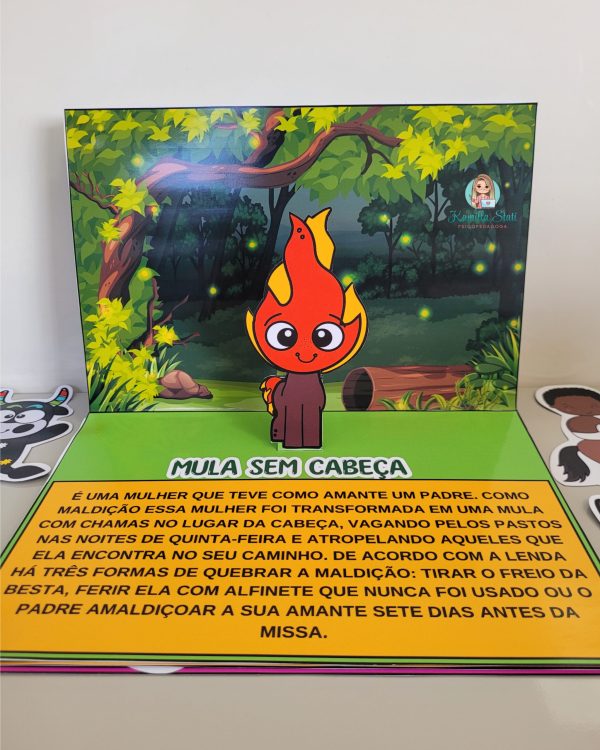 Kamilla Stati
PSICOPEDAGOGA
MULA SEM CABEÇA
É UMA MULHER QUE TEVE COMO AMANTE UM PADRE. COMO
MALDIÇÃO ESSA MULHER FOI TRANSFORMADA EM UMA MULA
COM CHAMAS NO LUGAR DA CABEÇA, VAGANDO PELOS PASTOS
NAS NOITES DE QUINTA-FEIRA E ATROPELANDO AQUELES QUE
ELA ENCONTRA NO SEU CAMINHO. DE ACORDO COM A LENDA
HÁ TRÊS FORMAS DE QUEBRAR A MALDIÇÃO: TIRAR O FREIO DA
BESTA, FERIR ELA COM ALFINETE QUE NUNCA FOI USADO OU O
PADRE AMALDIÇOAR A SUA AMANTE SETE DIAS ANTES DA
MISSA.